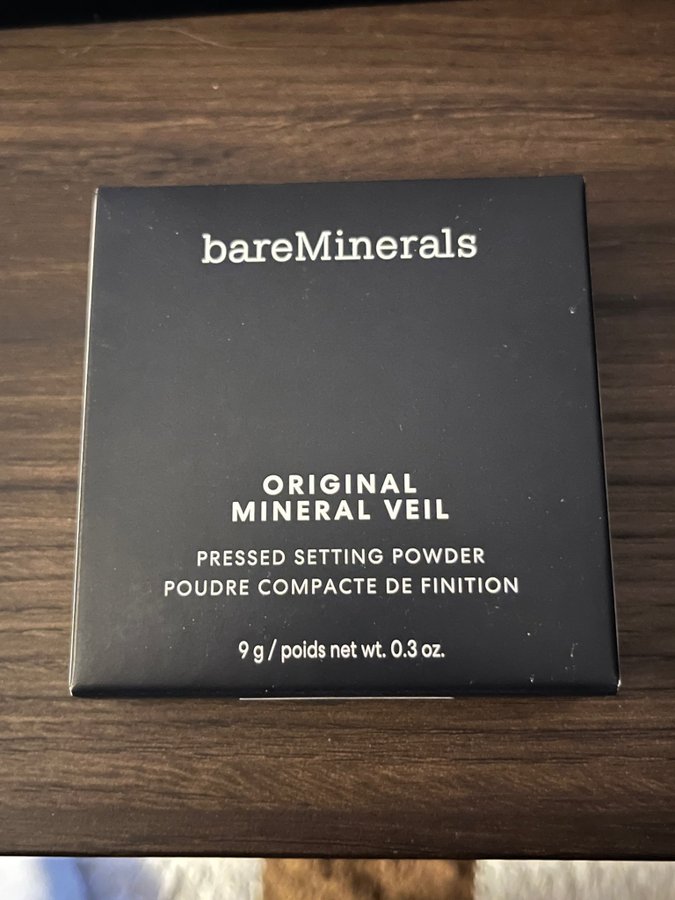 bareMinerals
ORIGINAL
MINERAL VEIL
PRESSED SETTING POWDER
POUDRE COMPACTE DE FINITION
9 g / poids net wt. 0.3 oz.